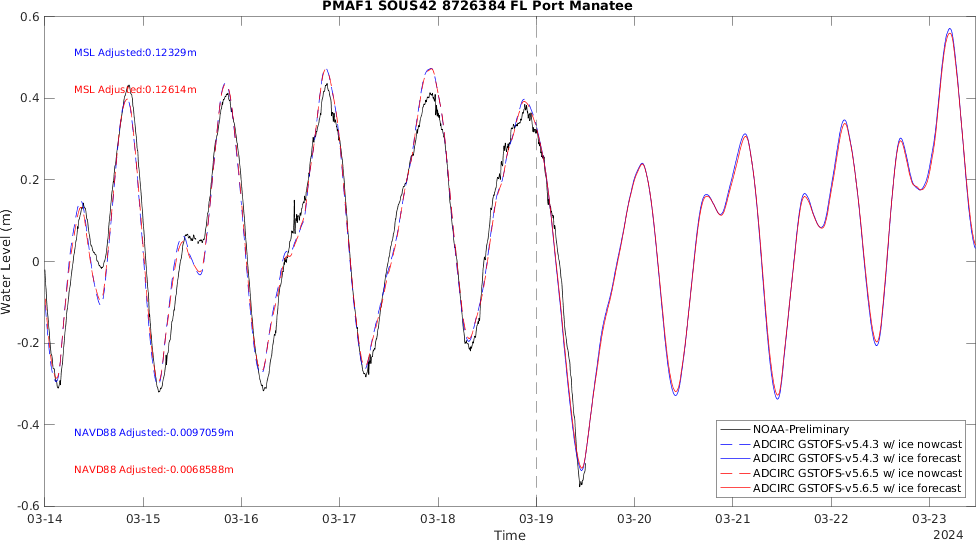 PMAF1 SOUS42 8726384 FL Port Manatee
0.6
0.4
0.2
0
-0.2
-0.4
-0.6
Water Level (m)
MSL Adjusted:0.12329m
MSL Adjusted:0.12614m
NAVD88 Adjusted:-0.0097059m
NAVD88 Adjusted:-0.0068588m
NOAA-Preliminary
ADCIRC GSTOFS-v5.4.3 w/ ice nowcast
ADCIRC GSTOFS-v5.4.3 w/ ice forecast
ADCIRC GSTOFS-v5.6.5 w/ ice nowcast
ADCIRC GSTOFS-v5.6.5 w/ ice forecast
03-14 03-15 03-16 03-17 03-18 03-19 03-20 03-21 03-22 03-23
Time
2024